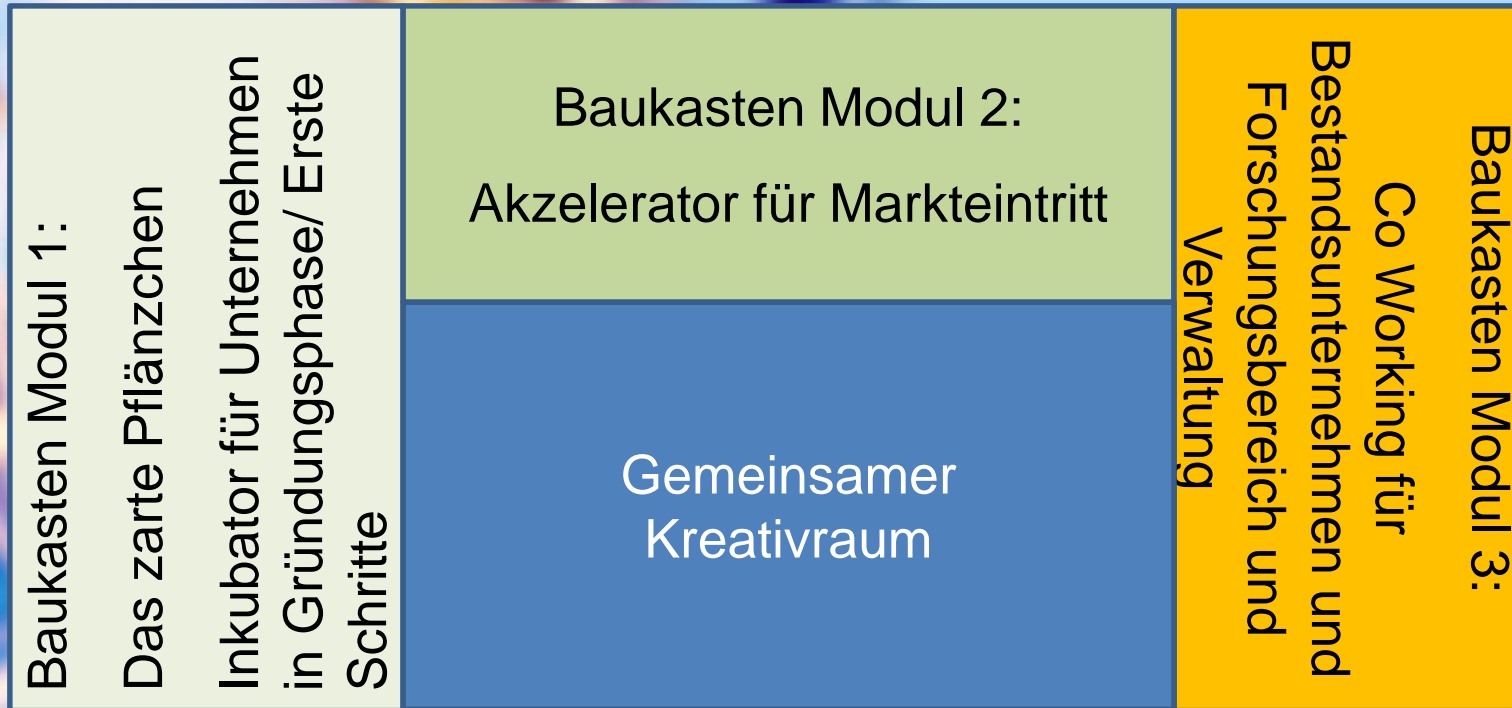 Baukasten Modul 1:
Das zarte Pflänzchen
Inkubator für Unternehmen
in Gründungsphase/ Erste
Schritte
Baukasten Modul 2:
Akzelerator für Markteintritt
Gemeinsamer
Kreativraum
Baukasten Modul 3:
Co Working für
Bestandsunternehmen und
Forschungsbereich und
Verwaltung